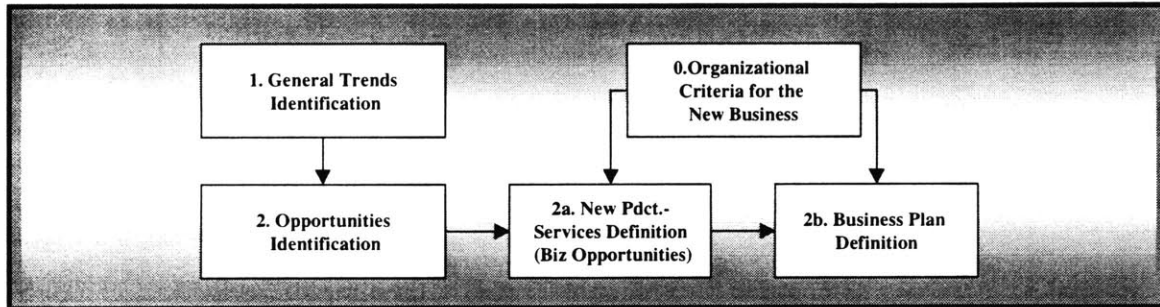 1. General Trends
Identification
0.Organizational
Criteria for the
New Business
2. Opportunities
Identification
2a. New Pdct.-
Services Definition
(Biz Opportunities)
2b. Business Plan
Definition